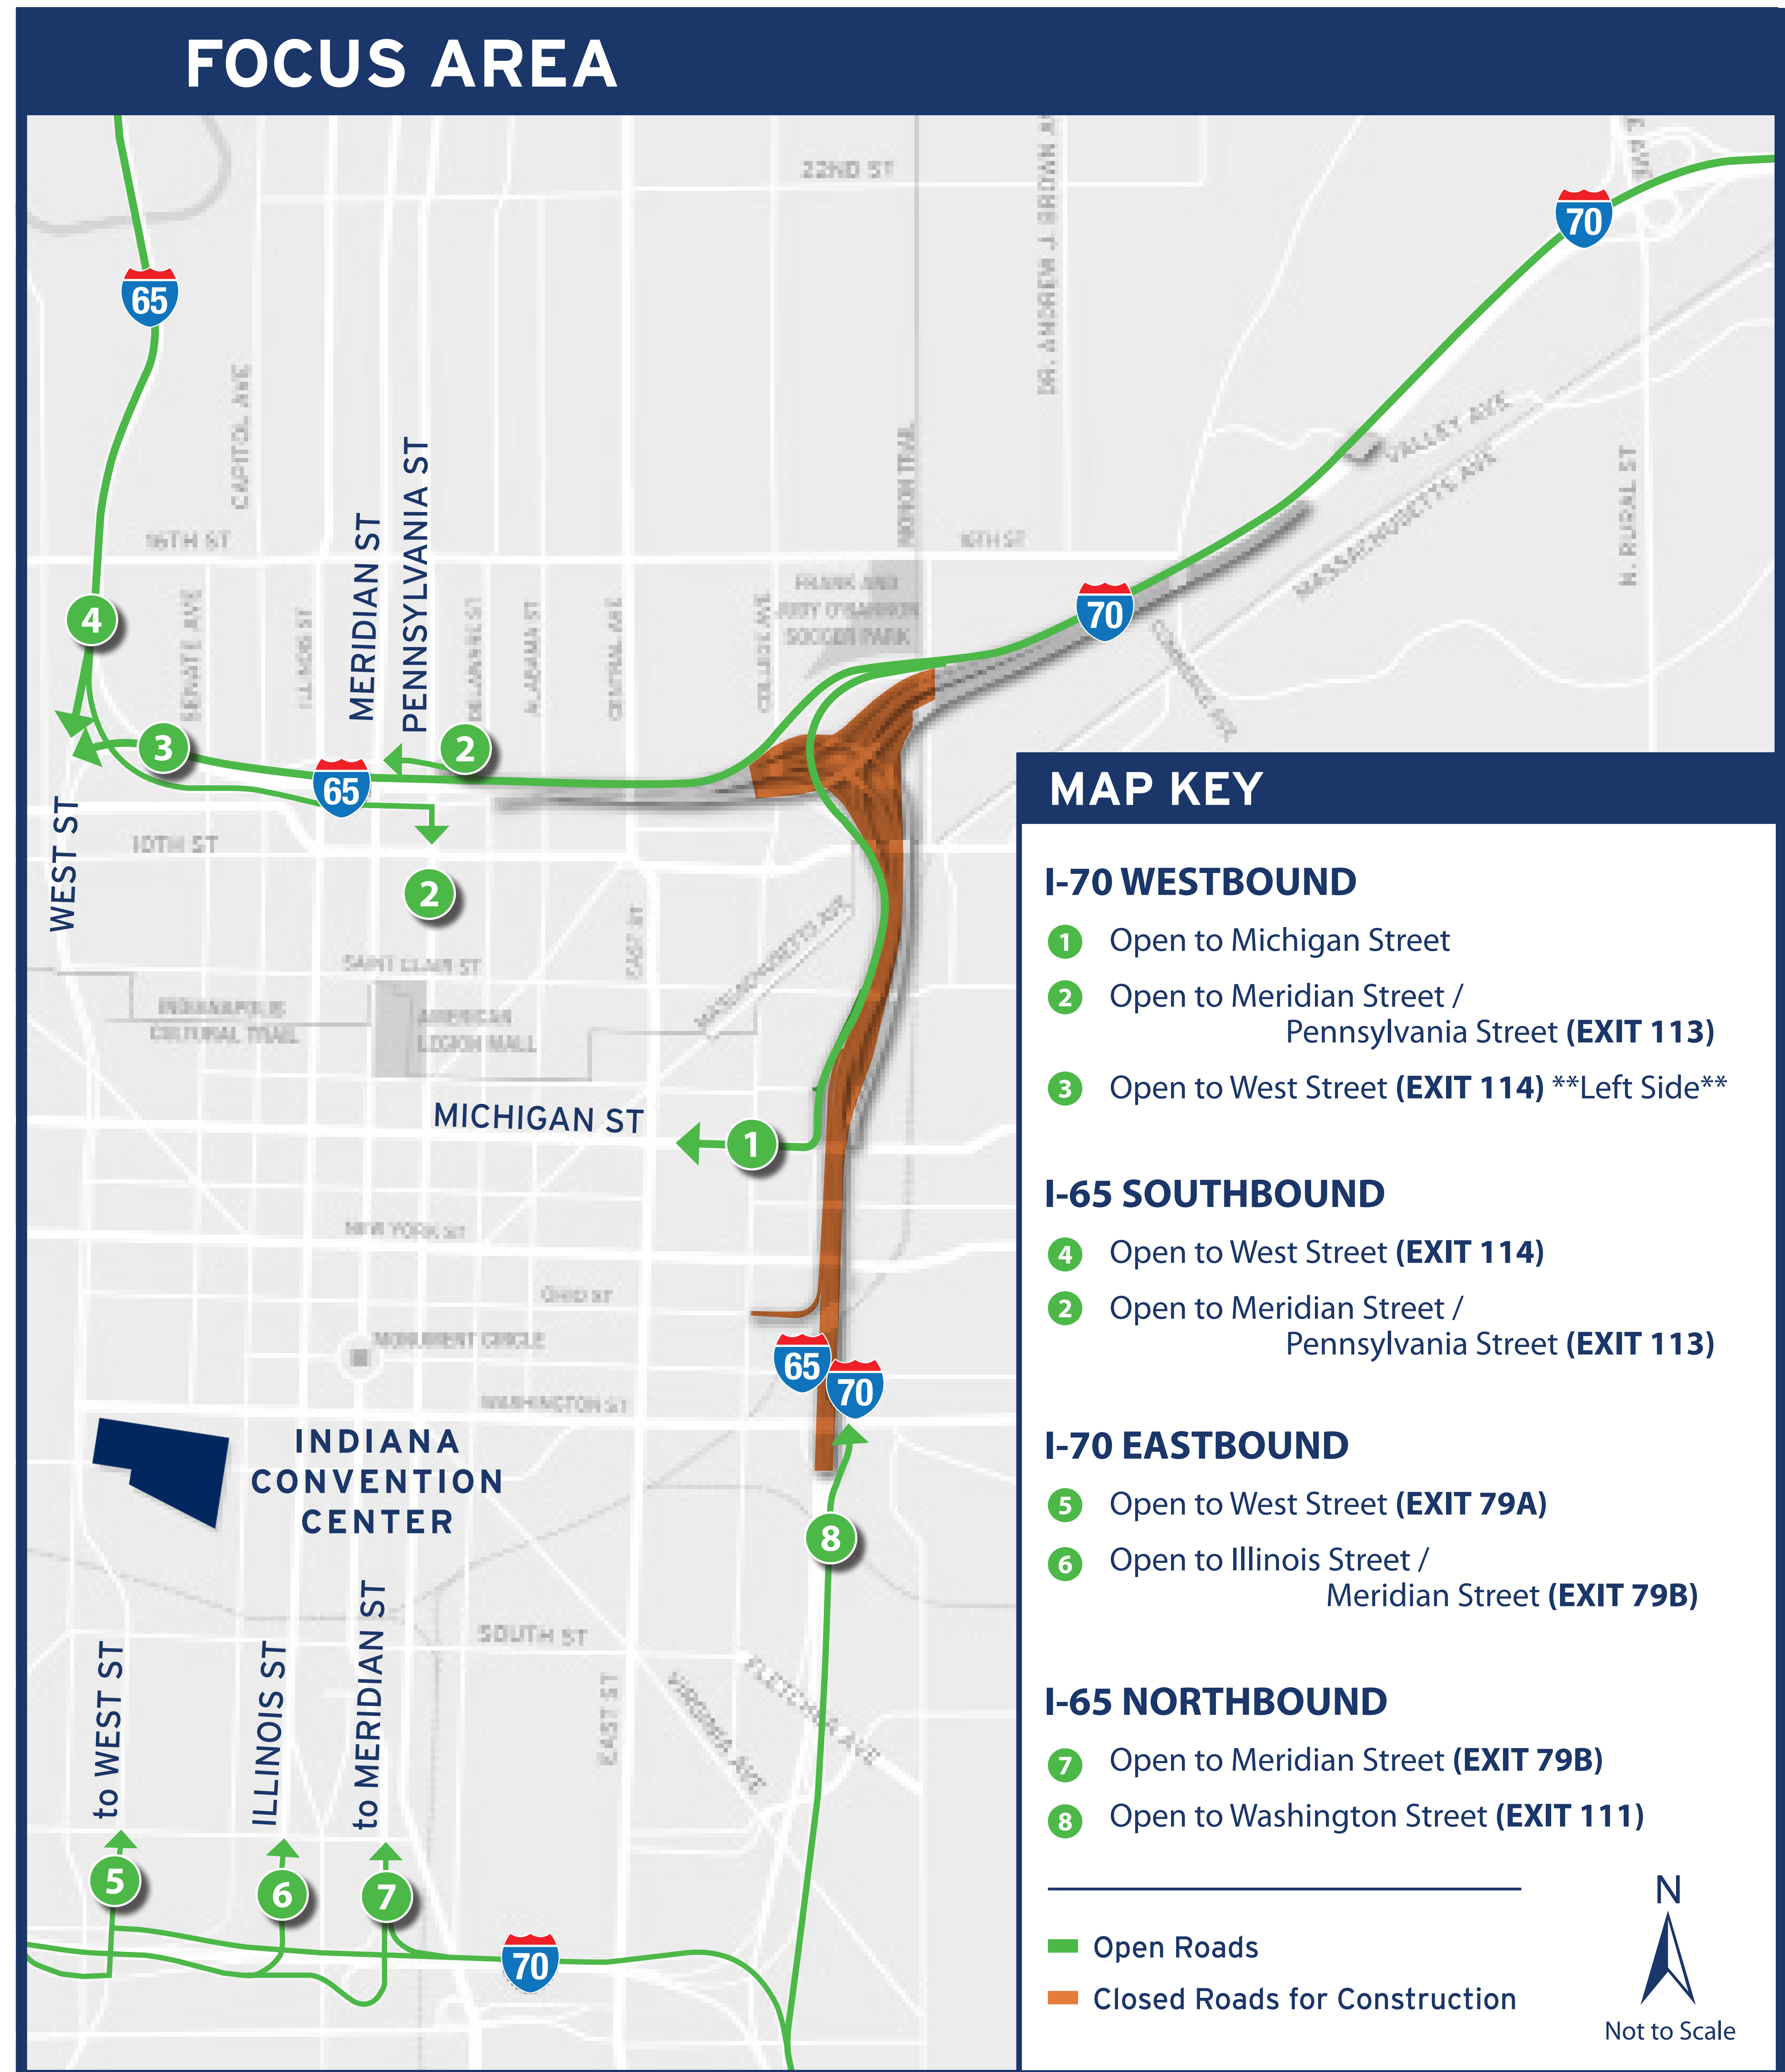 FOCUS AREA
22ND ST
DR. ANDREW J BROWN
70
65
CAPITOL AVE
VALLEY AVE
MASSACHUSETTS AVE
N. RURAL ST
MERIDIAN ST
PENNSYLVANIA ST
MONON TRAIL
16TH ST
16TH ST
FRANK AND
JUDY O'BANNON
SOCCER PARK
4
SENATE AVE
ILLINOIS ST
DELAWARE ST
ALABAMA ST
CENTRAL AVE
COLLEGE AVE
70
3
2
65
WEST ST
10TH ST
2
EAST ST
MASSACHUSETTS AVE
SAINT CLAIR ST
INDIANAPOLIS
CULTURAL TRAIL
AMERICAN
LEGION MALL
MICHIGAN ST
1
NEW YORK ST
OHIO ST
MONUMENT CIRCLE
65
70
WASHINGTON ST
INDIANA
CONVENTION
CENTER
8
SOUTH ST
FLETCHER AVE
VIRGINIA AVE
EAST ST
to WEST ST
ILLINOIS ST
to MERIDIAN ST
5
6
7
70
MAP KEY
I-70 WESTBOUND
1 Open to Michigan Street
2 Open to Meridian Street /
Pennsylvania Street (EXIT 113)
3 Open to West Street (EXIT 114) **Left Side**
I-65 SOUTHBOUND
4 Open to West Street (EXIT 114)
2 Open to Meridian Street /
Pennsylvania Street (EXIT 113)
I-70 EASTBOUND
5 Open to West Street (EXIT 79A)
6 Open to Illinois Street /
Meridian Street (EXIT 79B)
I-65 NORTHBOUND
7 Open to Meridian Street (EXIT 79B)
8 Open to Washington Street (EXIT 111)
Open Roads
Closed Roads for Construction
N
Not to Scale